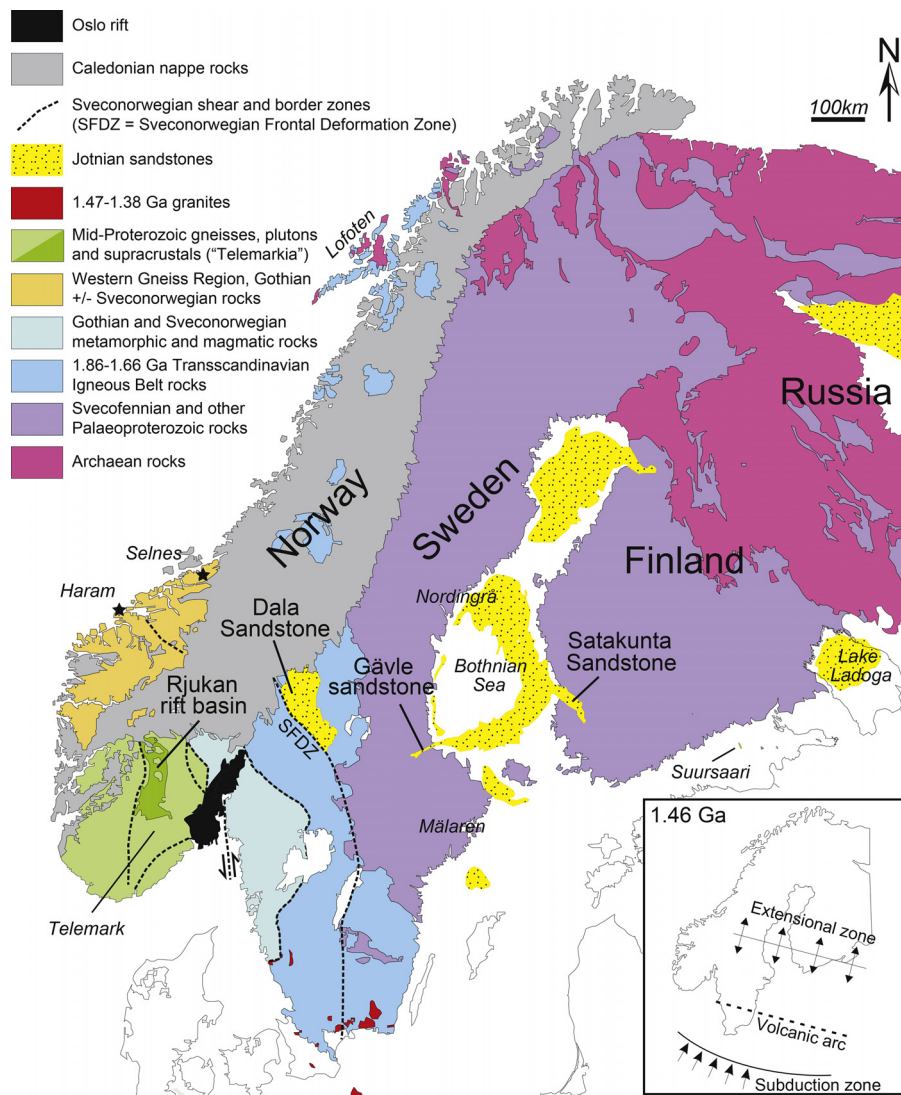 Oslo rift
Caledonian nappe rocks
Sveconorwegian shear and border zones
(SFDZ = Sveconorwegian Frontal Deformation Zone)
Jotnian sandstones
1.47-1.38 Ga granites
Mid-Proterozoic gneisses, plutons
and supracrustals (“Telemarkia”)
Western Gneiss Region, Gothian
+/- Sveconorwegian rocks
Gothian and Sveconorwegian
metamorphic and magmatic rocks
1.86-1.66 Ga Transscandinavian
Igneous Belt rocks
Svecofennian and other
Palaeoproterozoic rocks
Archaean rocks
N
100km
Lofoten
Russia
Norway
Sweden
Finland
Selnes
Haram
Dala
Sandstone
Nordingrå
Rjukan
rift basin
Gävle
sandstone
Bothnian
Sea
Satakunta
Sandstone
Lake
Ladoga
SFDZ
Suursaari
Mälaren
Telemark
1.46 Ga
Extensional zone
Volcanic arc
Subduction zone